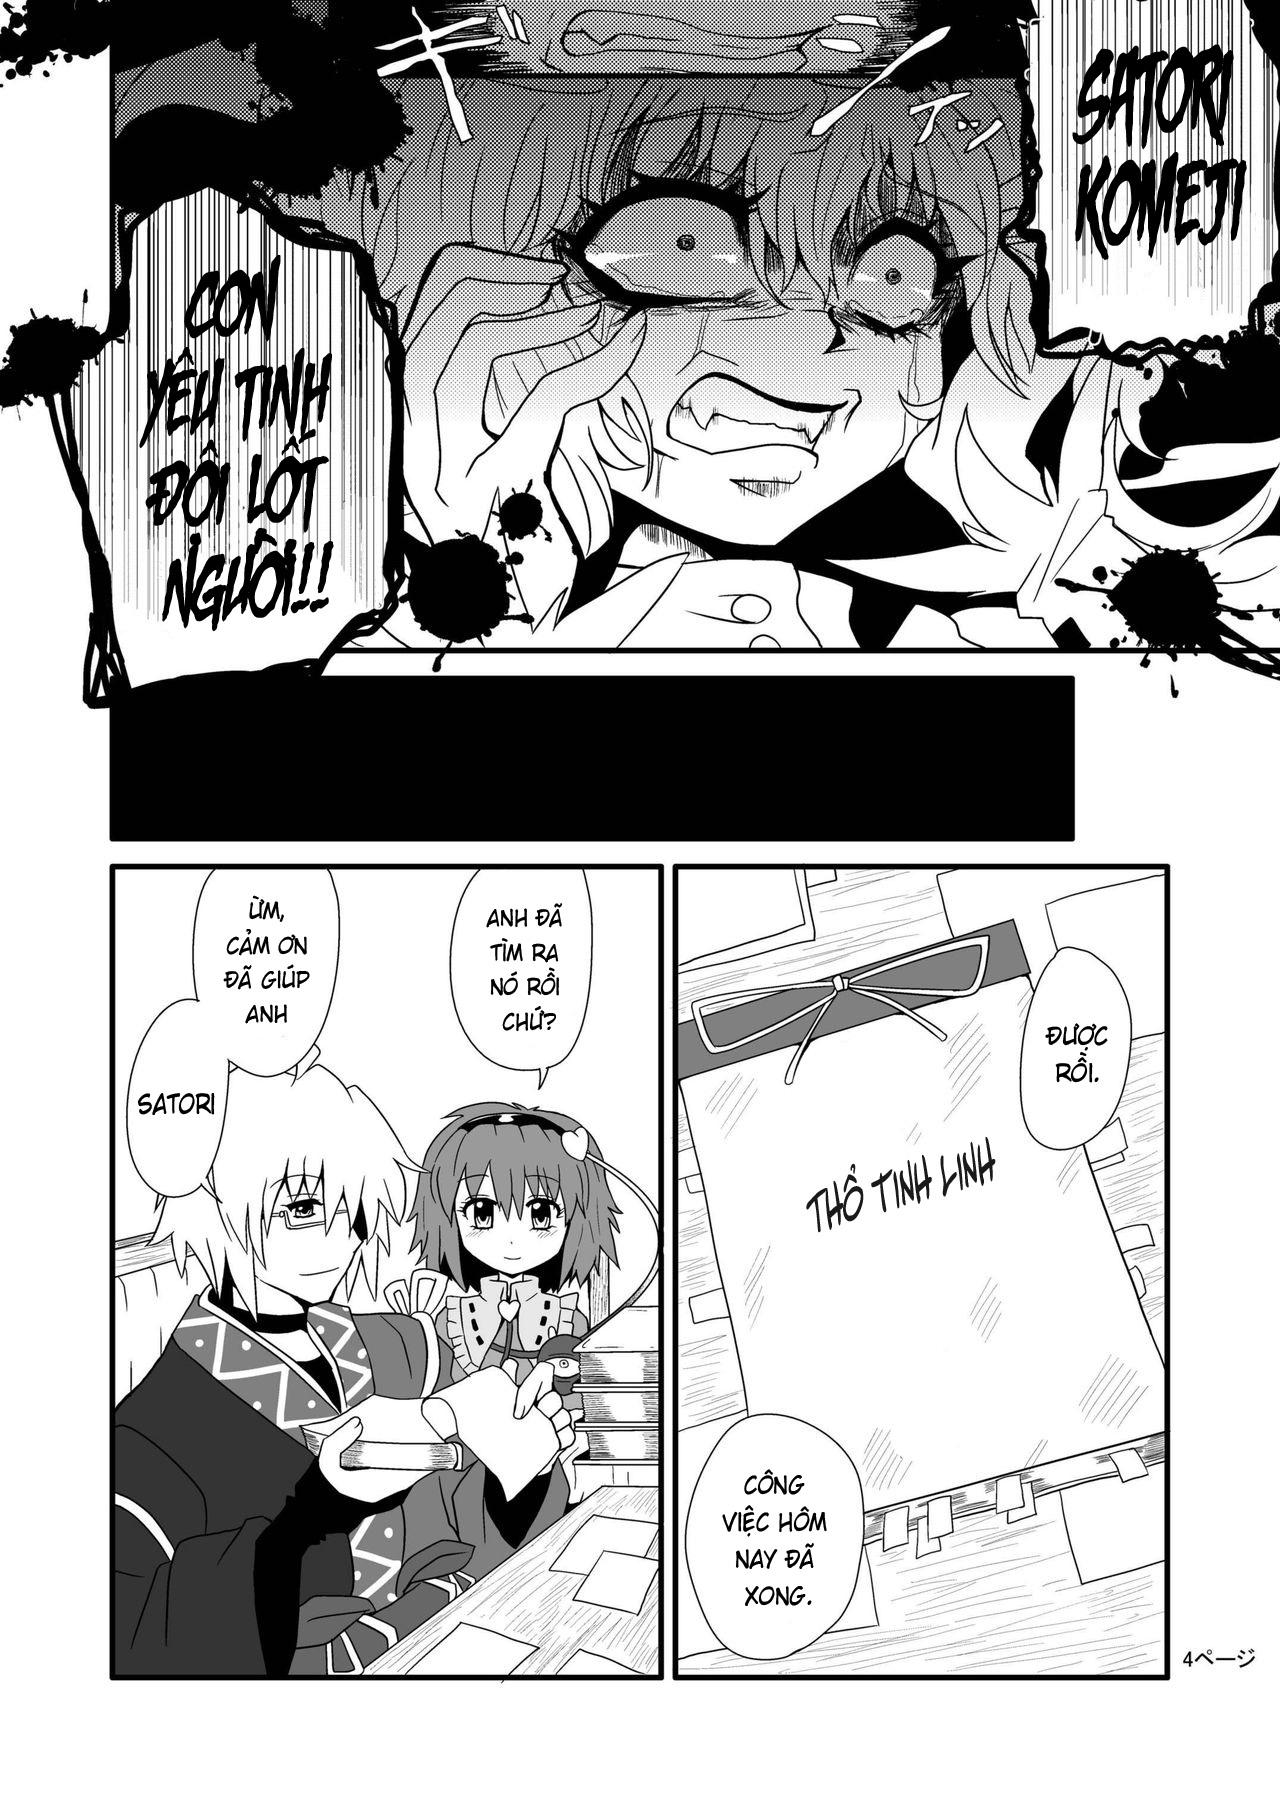 SATORI
KOMEJI
CON
YÊU TINH
ĐỘI LỐT
NGƯỜI!!!
ĐƯỢC
RỒI.
THỔ TINH LINH
CÔNG
VIỆC HÔM
NAY ĐÃ
XONG.
ANH ĐÃ
TÌM RA
NÓ RỒI
CHỨ?
ỪM,
CẢM ƠN
ĐÃ GIÚP
ANH
SATORI
4ページ